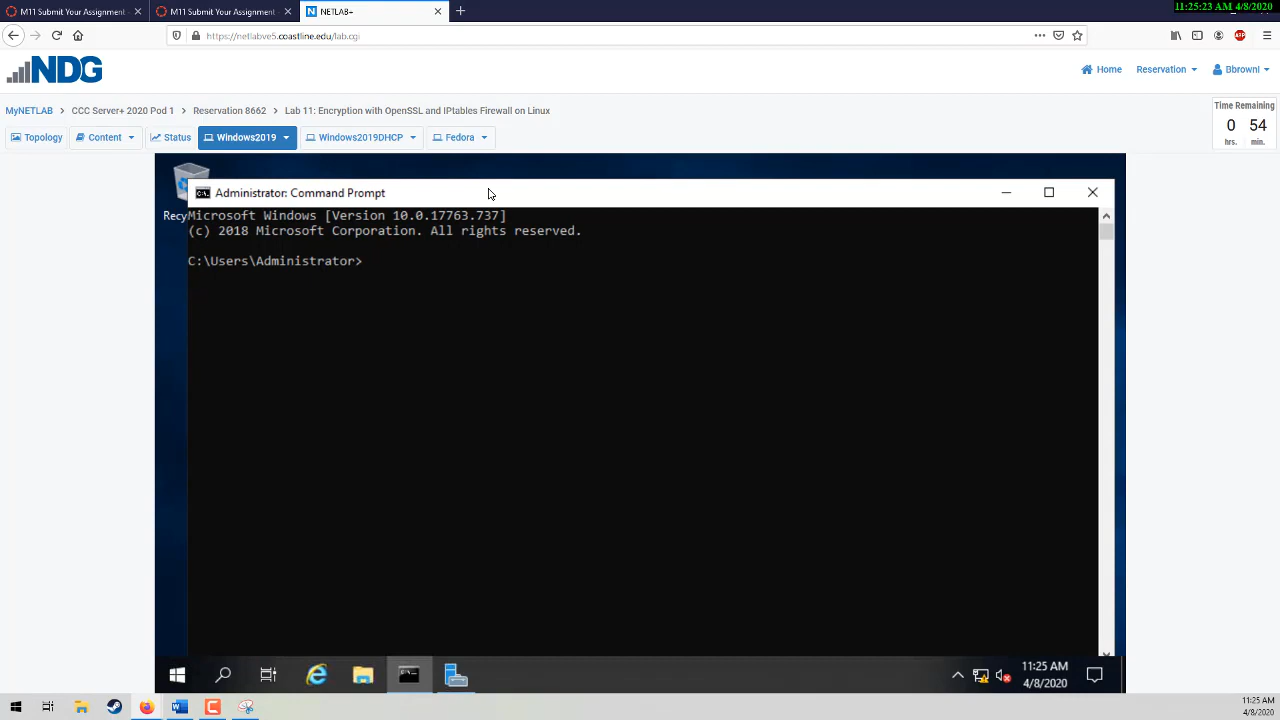 M11 Submit Your Assignment
M11 Submit Your Assignment
NETLAB+
11:25:23 AM 4/8/2020
https://netlabve5.coastline.edu/lab.cgi
ABP
NDG
Home
Reservation
Bbrown!
MyNETLAB
CCC Server+ 2020 Pod 1
Reservation 8662
Lab 11: Encryption with OpenSSL and IPtables Firewall on Linux
Time Remaining
0 54
hrs. min.
Topology
Content
Status
Windows2019
Windows2019DHCP
Fedora
Administrator: Command Prompt
Recy
Microsoft Windows [Version 10.0.17763.737]
(c) 2018 Microsoft Corporation. All rights reserved.
C:\Users\Administrator>
11:25 AM
4/8/2020
11:25 AM
4/8/2020